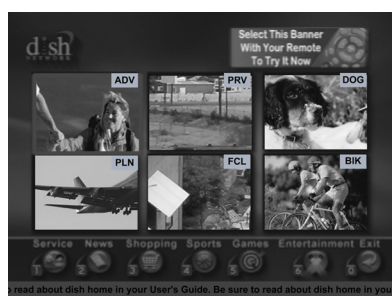 dish
NETWORK
Select This Banner
With Your Remote
To Try It Now
ADV
PRV
DOG
PLN
FCL
BIK
Service News Shopping Sports Games Entertainment Exit
1 2 3 4 5 6 0
read about dish home in your User's Guide. Be sure to read about dish home in you